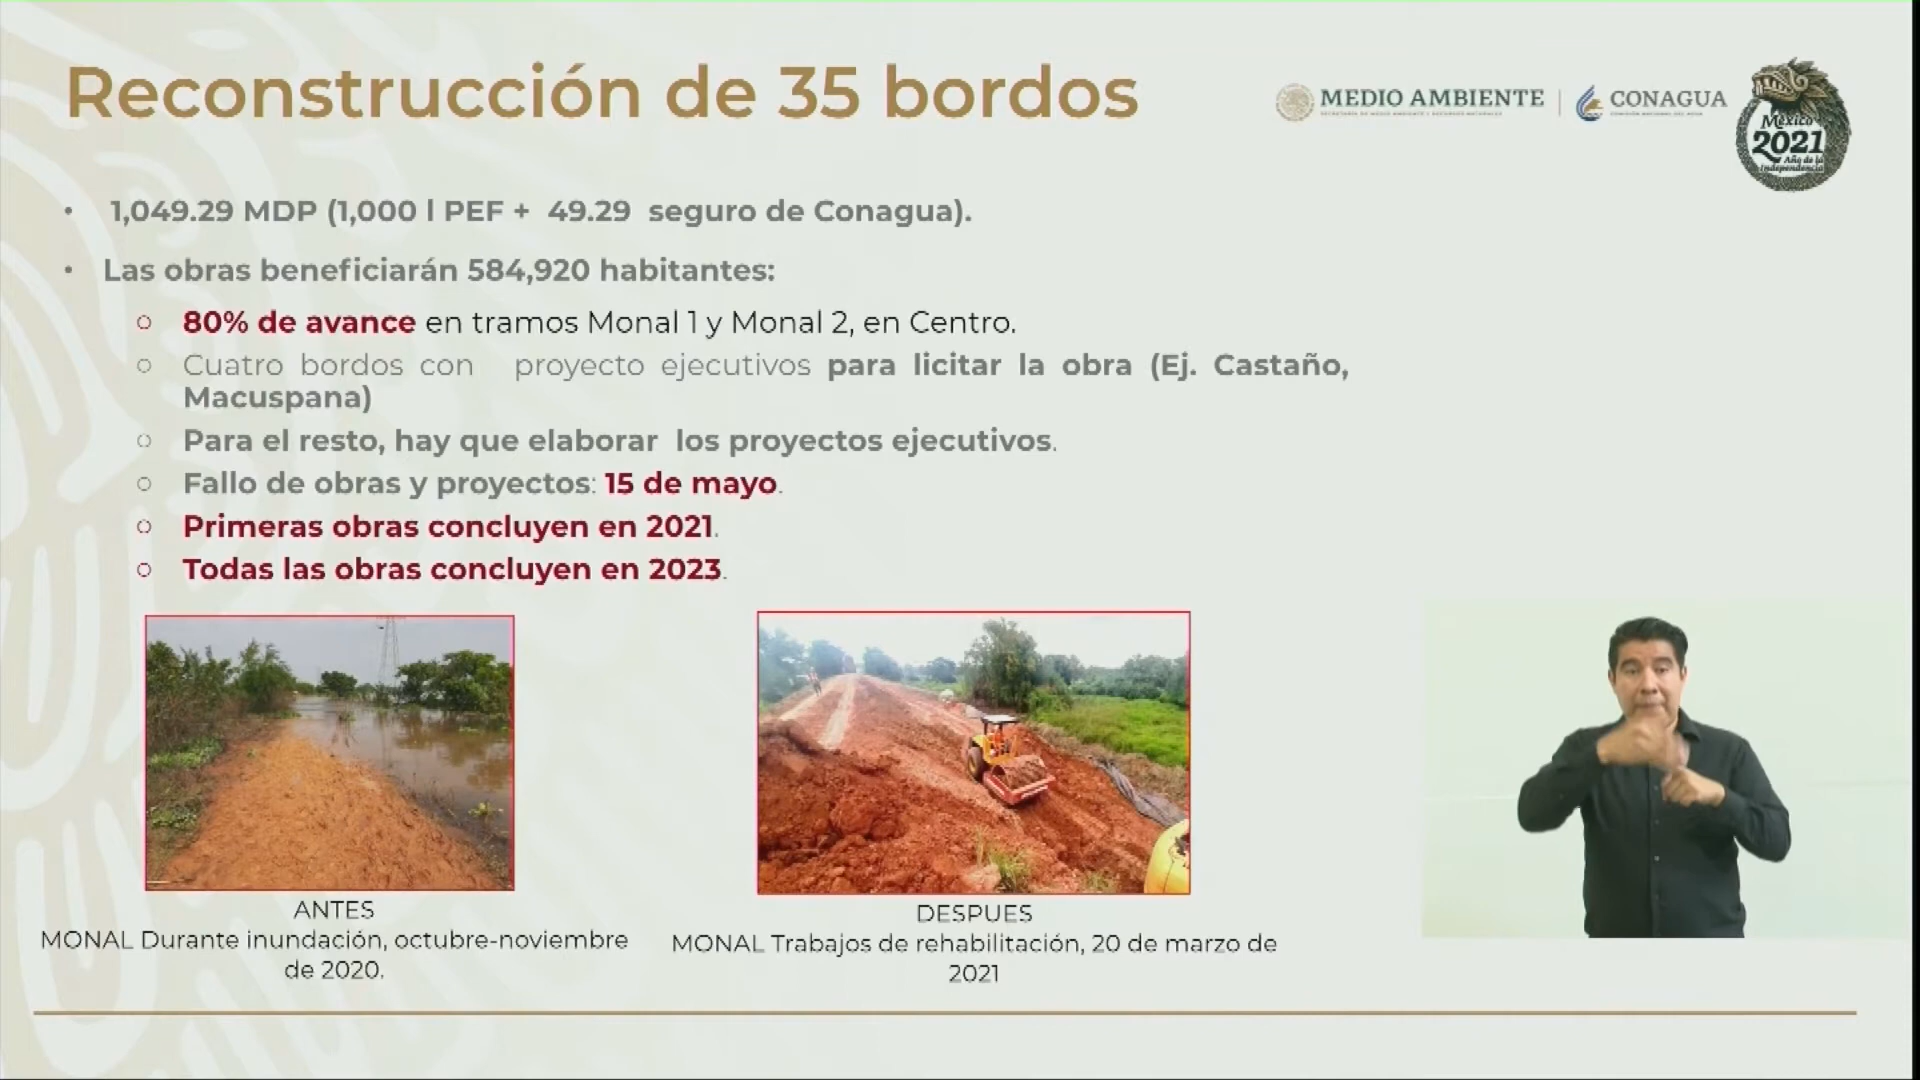 Reconstrucción de 35 bordos
MEDIO AMBIENTE
CONAGUA
México
2021
Año de la
Independencia
• 1,049.29 MDP (1,000 l PEF + 49.29 seguro de Conagua).
• Las obras beneficiarán 584,920 habitantes:
○ 80% de avance en tramos Monal 1 y Monal 2, en Centro.
○ Cuatro bordos con proyecto ejecutivos para licitar la obra (Ej. Castaño,
Macuspana)
○ Para el resto, hay que elaborar los proyectos ejecutivos.
○ Fallo de obras y proyectos: 15 de mayo.
○ Primeras obras concluyen en 2021.
○ Todas las obras concluyen en 2023.
ANTES
MONAL Durante inundación, octubre-noviembre
de 2020.
DESPUES
MONAL Trabajos de rehabilitación, 20 de marzo de
2021